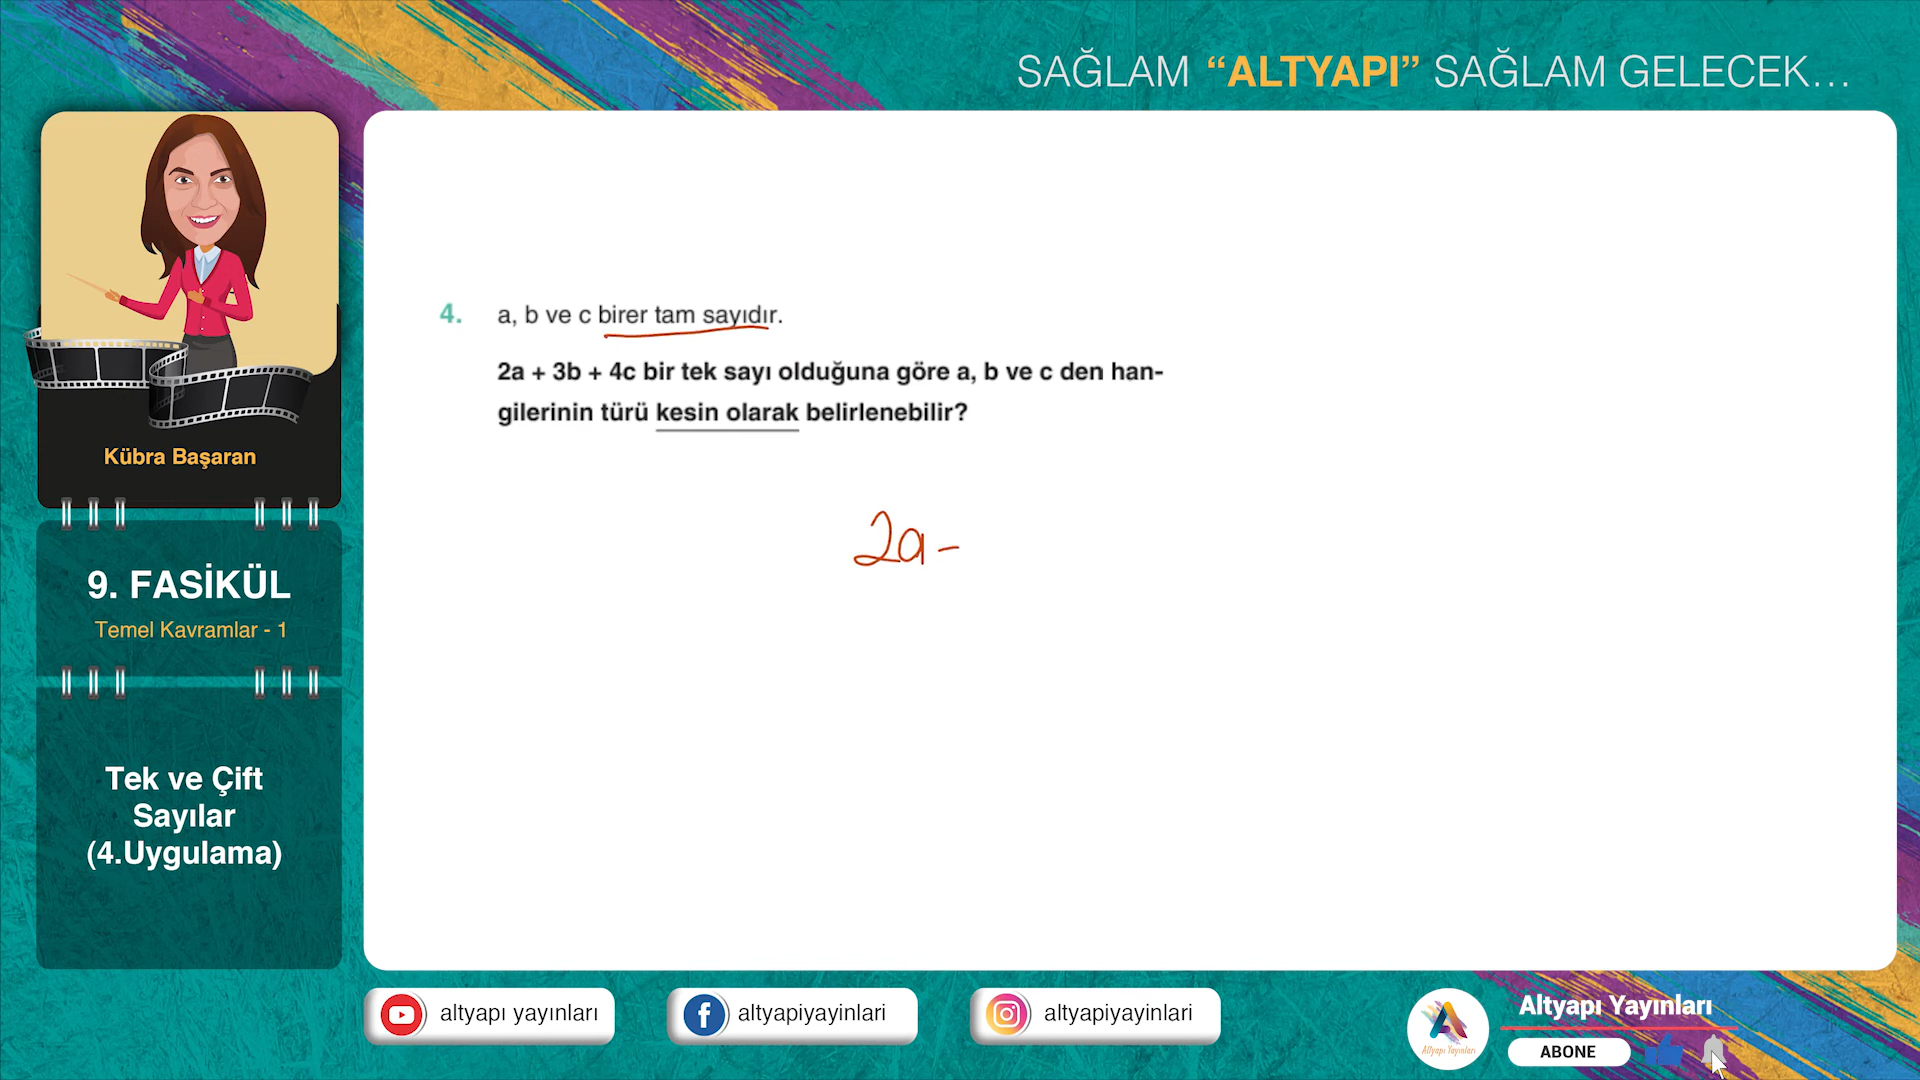 SAĞLAM “ALTYAPI” SAĞLAM GELECEK...
Kübra Başaran
9. FASİKÜL
Temel Kavramlar - 1
Tek ve Çift
Sayılar
(4.Uygulama)
4. a, b ve c birer tam sayıdır.
2a + 3b + 4c bir tek sayı olduğuna göre a, b ve c den han-
gilerinin türü kesin olarak belirlenebilir?
2a -
altyapı yayınları
altyapiyayinlari
altyapiyayinlari
Altyapı Yayınları
Altyapı Yayınları
ABONE